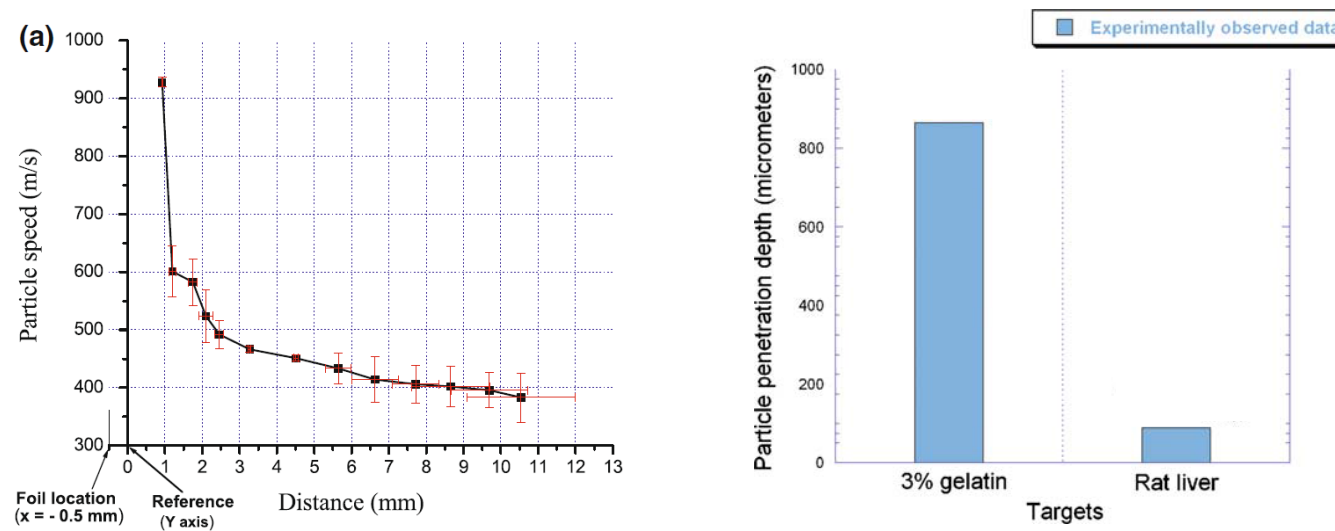 (a)
1000
900
800
700
600
500
400
300
Particle speed (m/s)
0 1 2 3 4 5 6 7 8 9 10 11 12 13
Foil location
(x = - 0.5 mm)
Reference
(Y axis)
Distance (mm)
Experimentally observed data
1000
800
600
400
200
0
Particle penetration depth (micrometers)
3% gelatin Rat liver
Targets